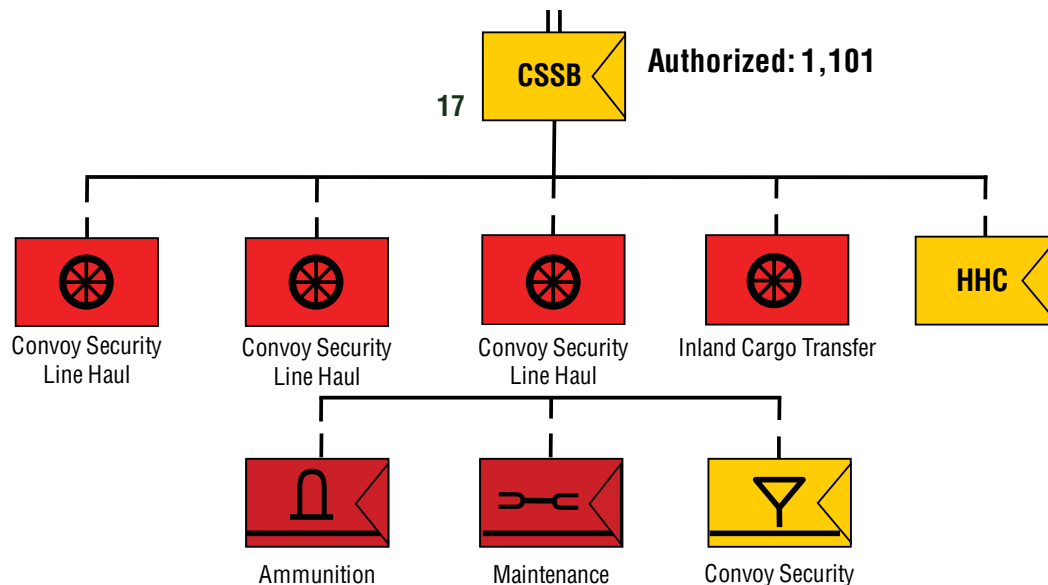 CSSB
Authorized: 1,101
17
HHC
Convoy Security
Line Haul
Convoy Security
Line Haul
Convoy Security
Line Haul
Inland Cargo Transfer
Ammunition
Maintenance
Convoy Security